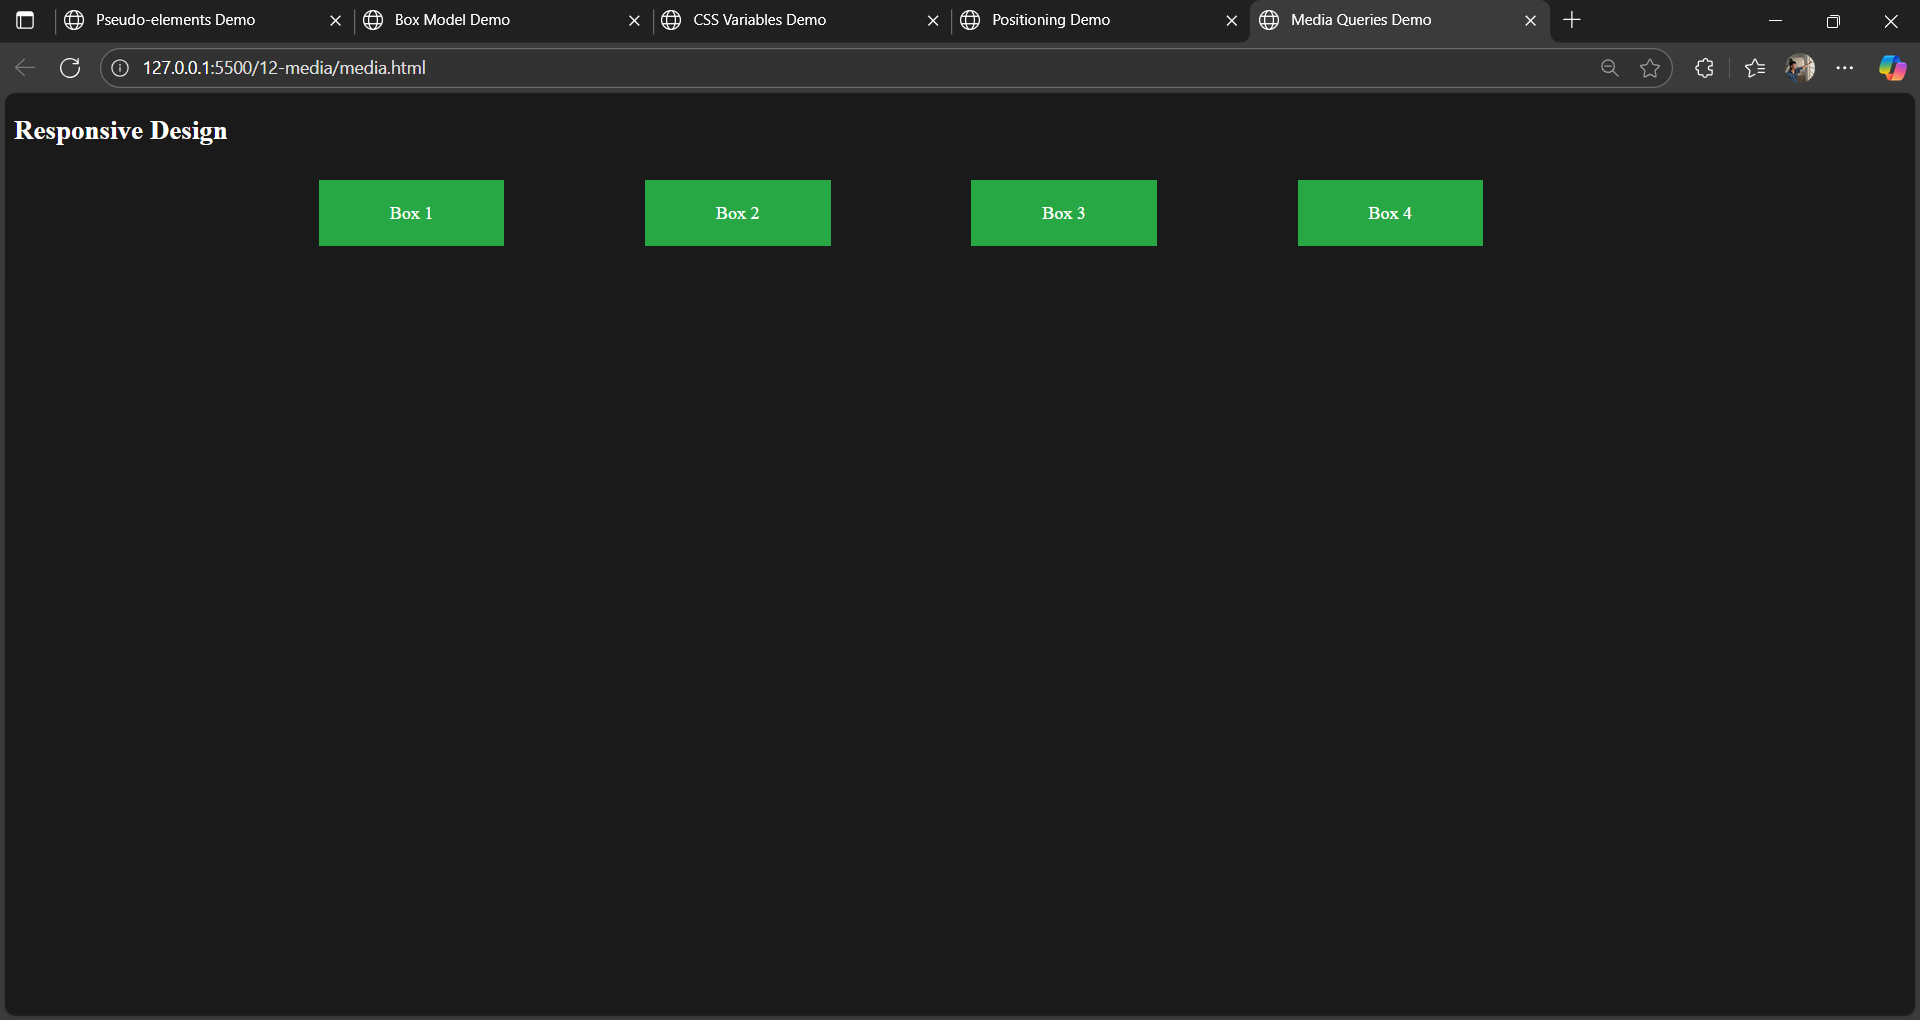 Pseudo-elements Demo
Box Model Demo
CSS Variables Demo
Positioning Demo
Media Queries Demo
127.0.0.1:5500/12-media/media.html
Responsive Design
Box 1
Box 2
Box 3
Box 4